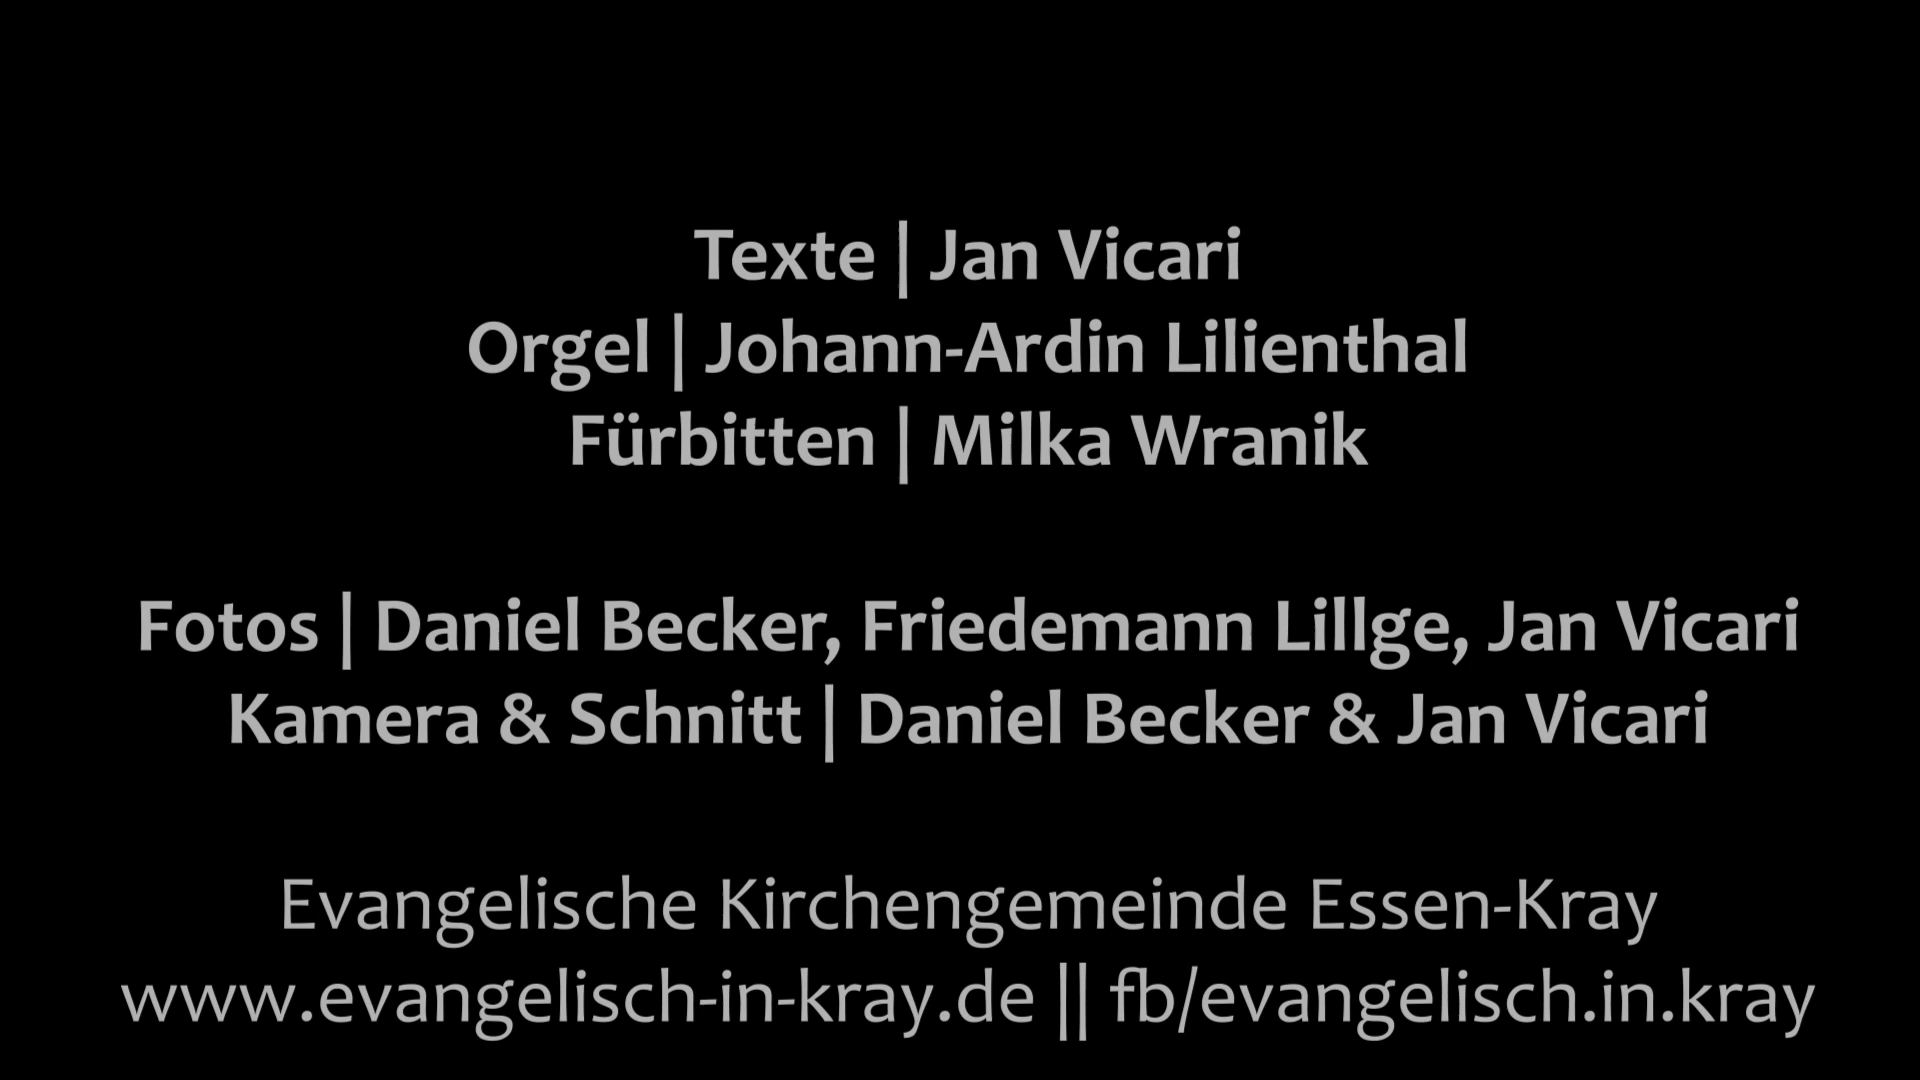 Texte | Jan Vicari
Orgel | Johann-Ardin Lilienthal
Fürbitten | Milka Wranik
Fotos | Daniel Becker, Friedemann Lillge, Jan Vicari
Kamera & Schnitt | Daniel Becker & Jan Vicari
Evangelische Kirchengemeinde Essen-Kray
www.evangelisch-in-kray.de || fb/evangelisch.in.kray